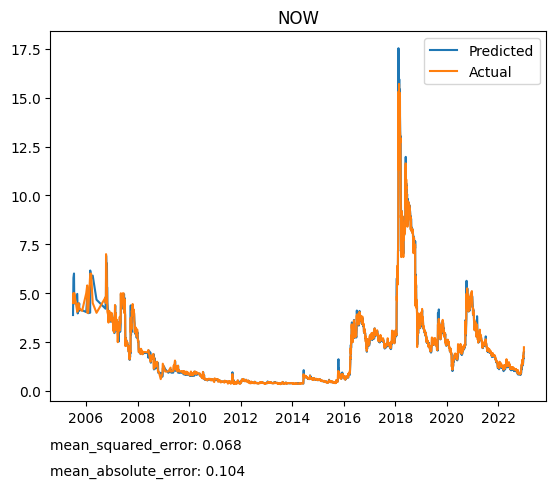 NOW
Predicted
Actual
17.5
15.0
12.5
10.0
7.5
5.0
2.5
0.0
2006 2008 2010 2012 2014 2016 2018 2020 2022
mean_squared_error: 0.068
mean_absolute_error: 0.104